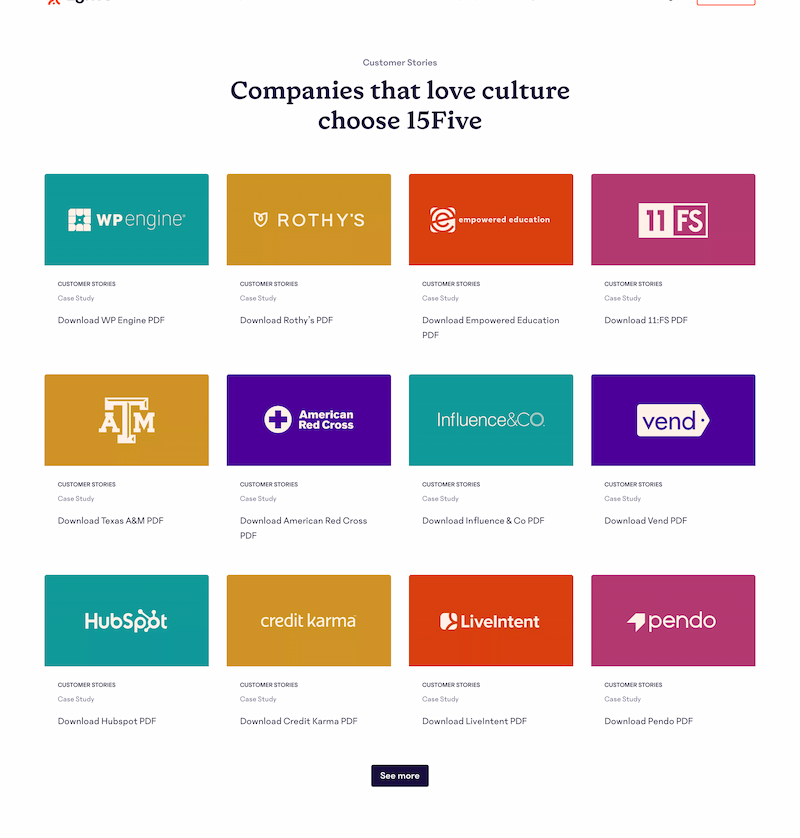 Customer Stories
Companies that love culture
choose 15Five
WPengine®
ROTHY'S
empowered education
11 FS
CUSTOMER STORIES
Case Study
Download WP Engine PDF
CUSTOMER STORIES
Case Study
Download Rothy's PDF
CUSTOMER STORIES
Case Study
Download Empowered Education
PDF
CUSTOMER STORIES
Case Study
Download 11:FS PDF
ATM
American
Red Cross
Influence&CO.
vend
CUSTOMER STORIES
Case Study
Download Texas A&M PDF
CUSTOMER STORIES
Case Study
Download American Red Cross
PDF
CUSTOMER STORIES
Case Study
Download Influence & Co PDF
CUSTOMER STORIES
Case Study
Download Vend PDF
HubSpot
credit karma
LiveIntent
pendo
CUSTOMER STORIES
Case Study
Download Hubspot PDF
CUSTOMER STORIES
Case Study
Download Credit Karma PDF
CUSTOMER STORIES
Case Study
Download LiveIntent PDF
CUSTOMER STORIES
Case Study
Download Pendo PDF
See more